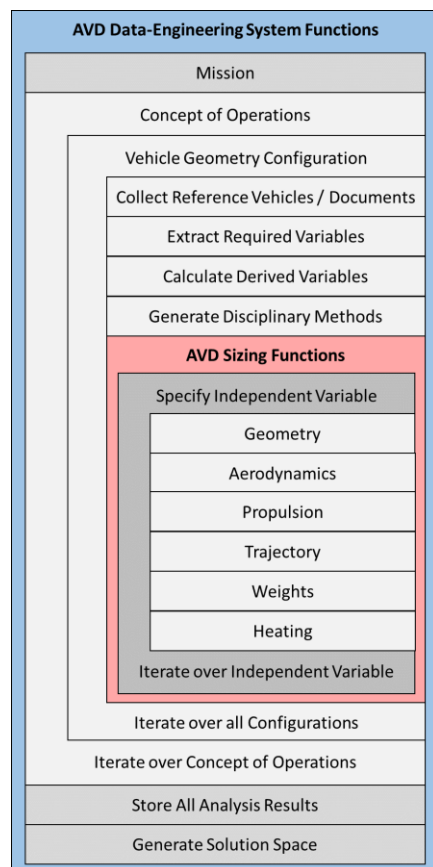 AVD Data-Engineering System Functions
Mission
Concept of Operations
Vehicle Geometry Configuration
Collect Reference Vehicles / Documents
Extract Required Variables
Calculate Derived Variables
Generate Disciplinary Methods
AVD Sizing Functions
Specify Independent Variable
Geometry
Aerodynamics
Propulsion
Trajectory
Weights
Heating
Iterate over Independent Variable
Iterate over all Configurations
Iterate over Concept of Operations
Store All Analysis Results
Generate Solution Space